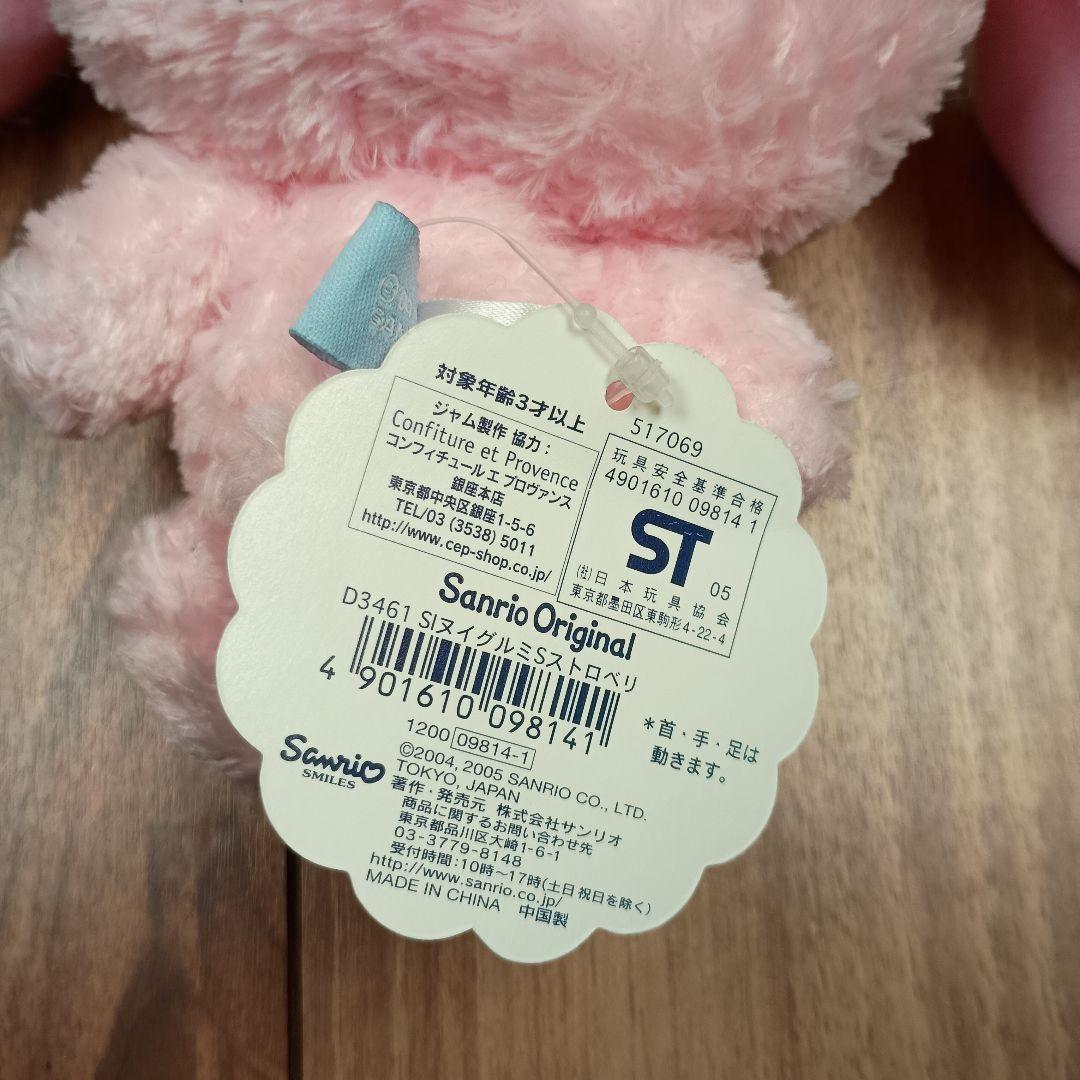 対象年齢3才以上
ジャム製作 協力：
Confiture et Provence
コンフィチュール エ プロヴァンス
銀座本店
東京都中央区銀座1-5-6
TEL/03 (3538) 5011
http://www.cep-shop.co.jp/
517069
玩具安全基準合格
4901610 09814 1
ST
05
(社)日本玩具協会
東京都墨田区東駒形4-22-4
Sanrio Original
D3461 SIヌイグルミSストロベリ
4 901610 098141
1200 09814-1
＊首・手・足は
動きます。
Sanrio
SMILES
©2004, 2005 SANRIO CO., LTD.
TOKYO, JAPAN
著作・発売元 株式会社サンリオ
商品に関するお問い合わせ先
東京都品川区大崎1-6-1
03-3779-8148
受付時間:10時～17時(土日祝日を除く)
http://www.sanrio.co.jp/
MADE IN CHINA 中国製